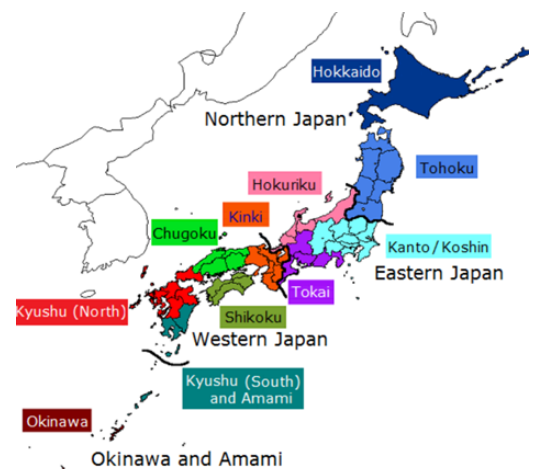 Hokkaido
Northern Japan
Tohoku
Hokuriku
Kinki
Chugoku
Kanto/Koshin
Eastern Japan
Tokai
Kyushu (North)
Shikoku
Western Japan
Kyushu (South)
and Amami
Okinawa
Okinawa and Amami